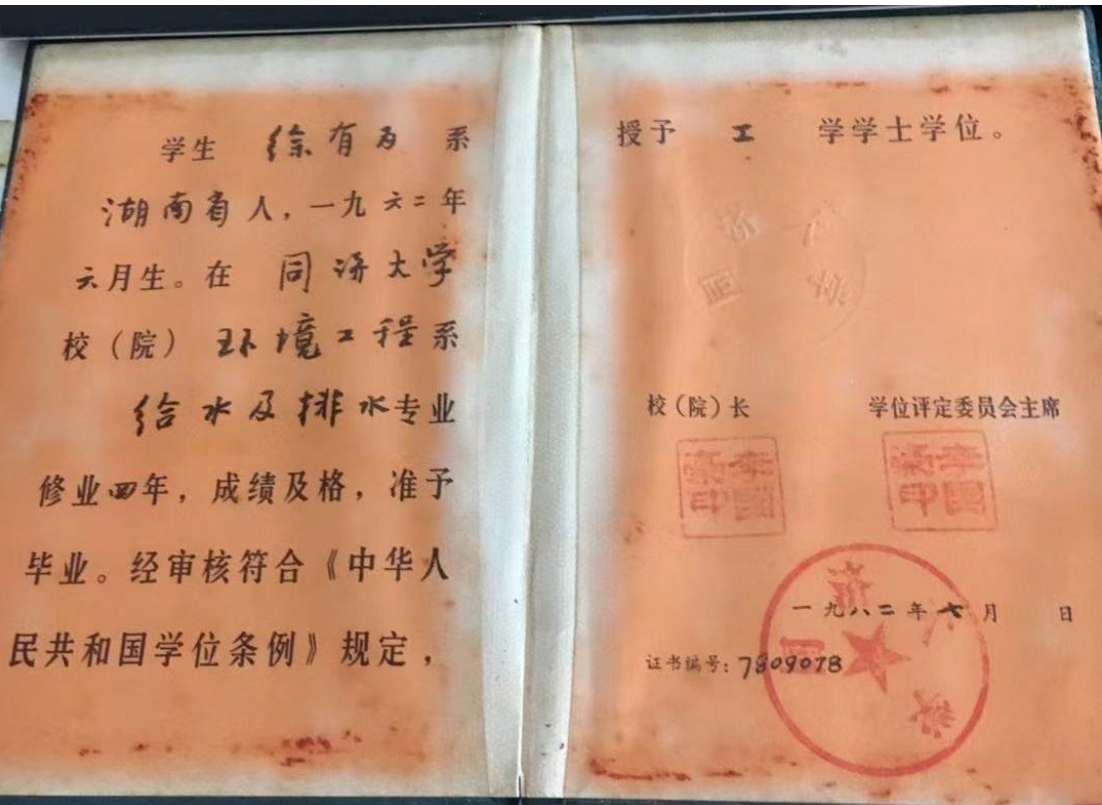 学生 徐有为 系
湖南省人，一九六二年
六月生。在 同济大学
校（院） 环境工程系
给水及排水专业
修业四年，成绩及格，准予
毕业。经审核符合《中华人
民共和国学位条例》规定，
授予 工 学学士学位。
同济大学
校（院）长 学位评定委员会主席
一九八二年七月 日
证书编号：7809078